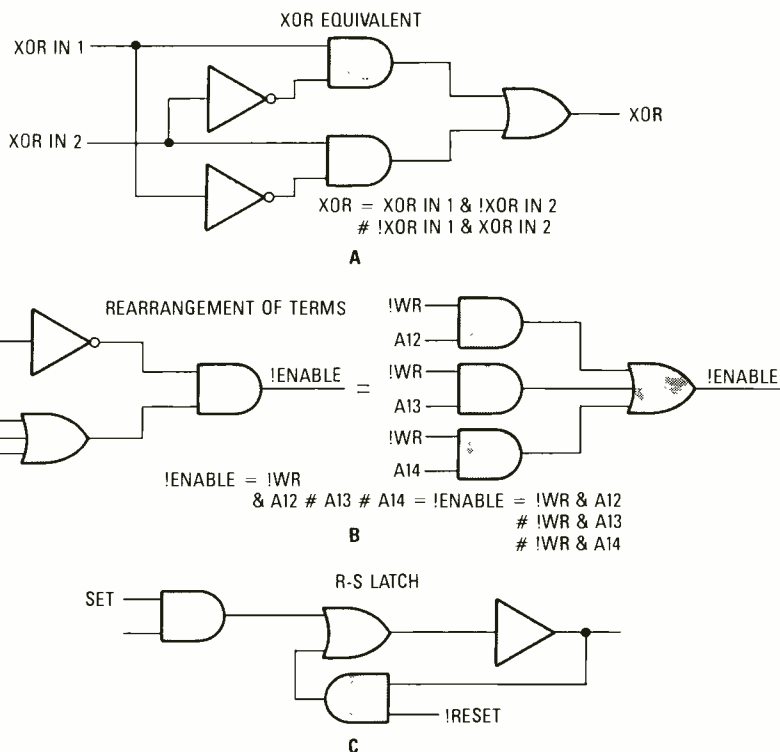 XOR EQUIVALENT
XOR IN 1
XOR
XOR IN 2
XOR = XOR IN 1 & !XOR IN 2
# !XOR IN 1 & XOR IN 2
A
REARRANGEMENT OF TERMS
!WR
A12
!ENABLE
=
!WR
A13
!ENABLE
!WR
A14
!ENABLE = !WR
& A12 # A13 # A14 = !ENABLE = !WR & A12
# !WR & A13
# !WR & A14
B
R-S LATCH
SET
!RESET
C